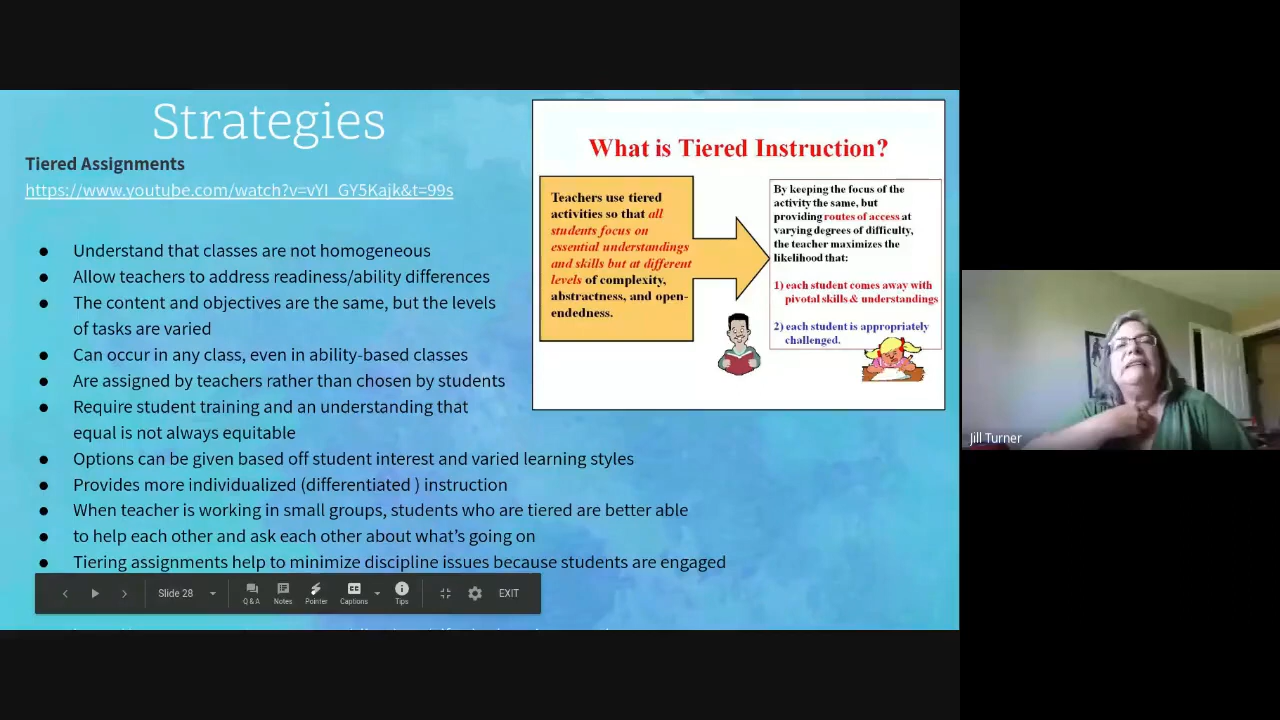 Strategies
Tiered Assignments
https://www.youtube.com/watch?v=vYI_GY5Kajk&t=99s
● Understand that classes are not homogeneous
● Allow teachers to address readiness/ability differences
● The content and objectives are the same, but the levels
of tasks are varied
● Can occur in any class, even in ability-based classes
● Are assigned by teachers rather than chosen by students
● Require student training and an understanding that
equal is not always equitable
● Options can be given based off student interest and varied learning styles
● Provides more individualized (differentiated ) instruction
● When teacher is working in small groups, students who are tiered are better able
● to help each other and ask each other about what's going on
● Tiering assignments help to minimize discipline issues because students are engaged
What is Tiered Instruction?
Teachers use tiered
activities so that all
students focus on
essential understandings
and skills but at different
levels of complexity,
abstractness, and open-
endedness.
By keeping the focus of the
activity the same, but
providing routes of access at
varying degrees of difficulty,
the teacher maximizes the
likelihood that:
1) each student comes away with
pivotal skills & understandings
2) each student is appropriately
challenged.
Slide 28
Q & A
Notes
Pointer
CC
Captions
Tips
EXIT
Jill Turner